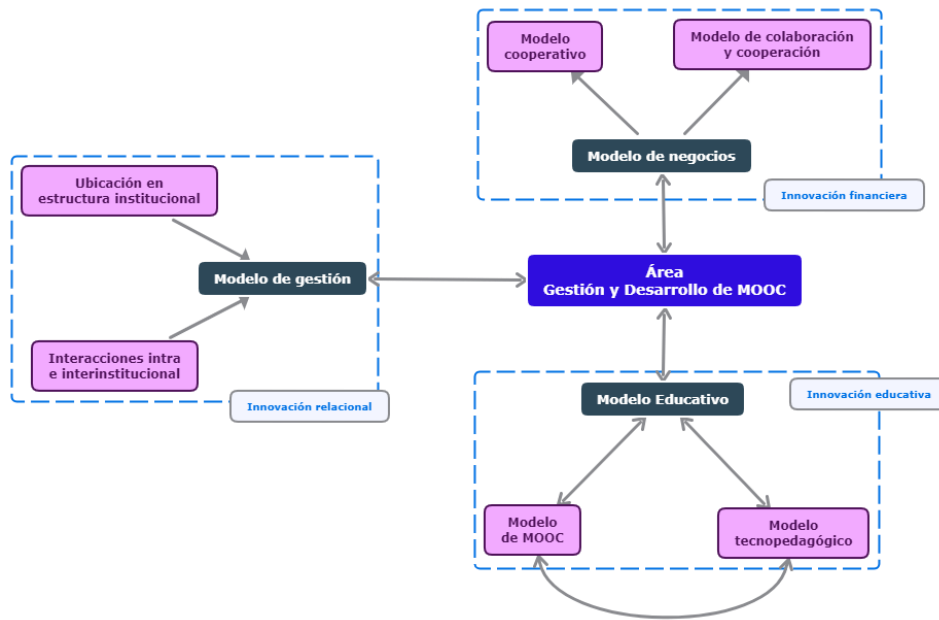 Modelo
cooperativo
Modelo de colaboración
y cooperación
Modelo de negocios
Innovación financiera
Ubicación en
estructura institucional
Modelo de gestión
Interacciones intra
e interinstitucional
Innovación relacional
Área
Gestión y Desarrollo de MOOC
Modelo Educativo
Innovación educativa
Modelo
de MOOC
Modelo
tecnopedagógico